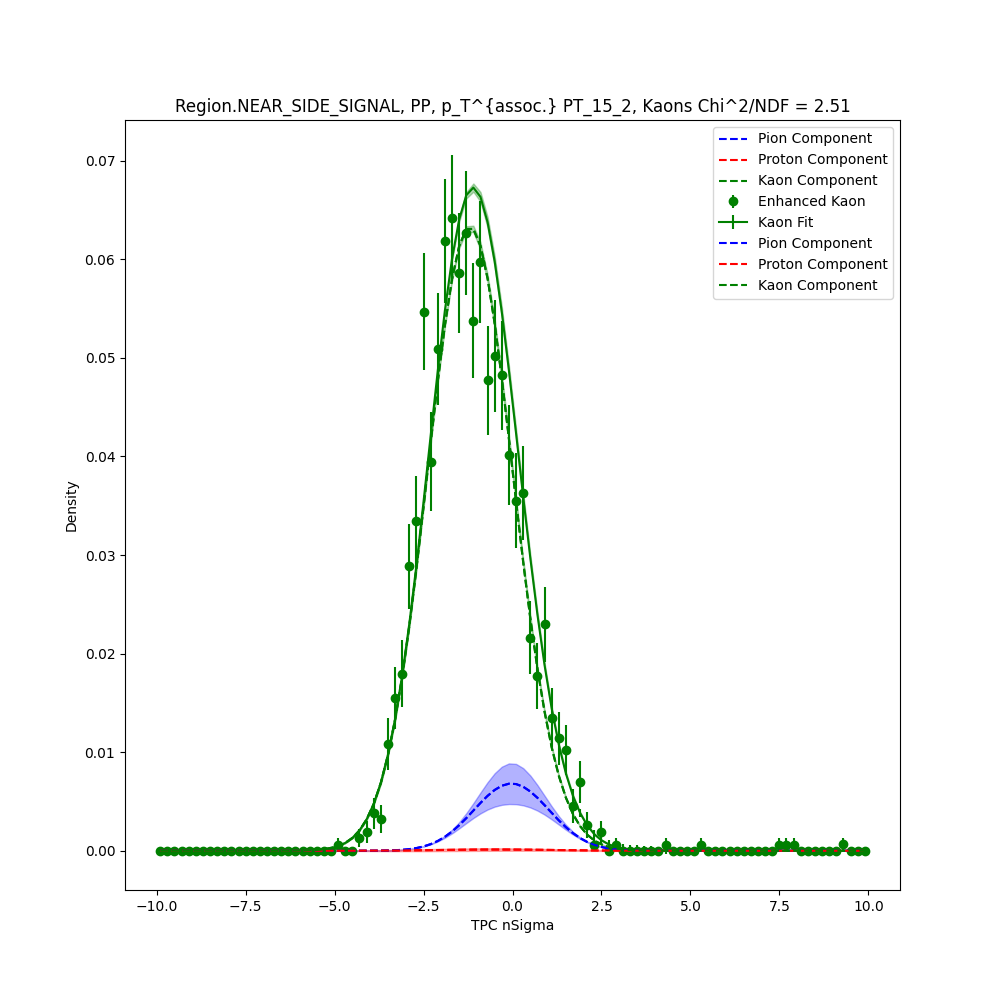 Region.NEAR_SIDE_SIGNAL, PP, p_T^{assoc.} PT_15_2, Kaons Chi^2/NDF = 2.51
Pion Component
Proton Component
Kaon Component
Enhanced Kaon
Kaon Fit
Pion Component
Proton Component
Kaon Component
0.07
0.06
0.05
0.04
0.03
0.02
0.01
0.00
Density
−10.0 −7.5 −5.0 −2.5 0.0 2.5 5.0 7.5 10.0
TPC nSigma